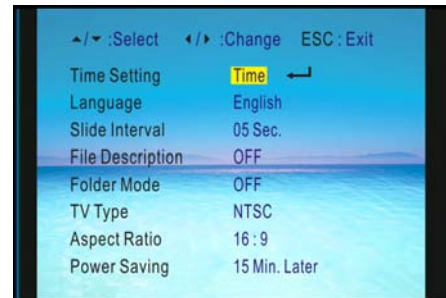 ▲/▼ :Select ◄/► :Change ESC : Exit
Time Setting Time ↵
Language English
Slide Interval 05 Sec.
File Description OFF
Folder Mode OFF
TV Type NTSC
Aspect Ratio 16 : 9
Power Saving 15 Min. Later